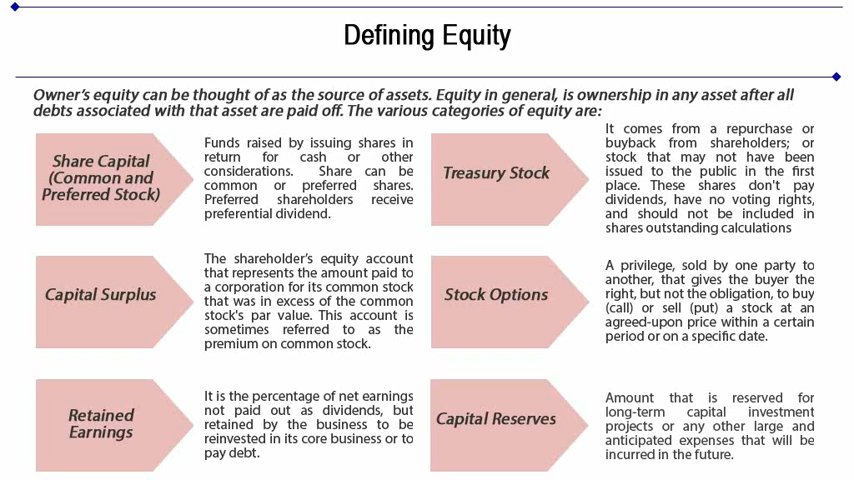 Defining Equity
Owner's equity can be thought of as the source of assets. Equity in general, is ownership in any asset after all
debts associated with that asset are paid off. The various categories of equity are:
Share Capital
(Common and
Preferred Stock)
Funds raised by issuing shares in
return for cash or other
considerations. Share can be
common or preferred shares.
Preferred shareholders receive
preferential dividend.
Treasury Stock
It comes from a repurchase or
buyback from shareholders; or
stock that may not have been
issued to the public in the first
place. These shares don't pay
dividends, have no voting rights,
and should not be included in
shares outstanding calculations
Capital Surplus
The shareholder's equity account
that represents the amount paid to
a corporation for its common stock
that was in excess of the common
stock's par value. This account is
sometimes referred to as the
premium on common stock.
Stock Options
A privilege, sold by one party to
another, that gives the buyer the
right, but not the obligation, to buy
(call) or sell (put) a stock at an
agreed-upon price within a certain
period or on a specific date.
Retained
Earnings
It is the percentage of net earnings
not paid out as dividends, but
retained by the business to be
reinvested in its core business or to
pay debt.
Capital Reserves
Amount that is reserved for
long-term capital investment
projects or any other large and
anticipated expenses that will be
incurred in the future.